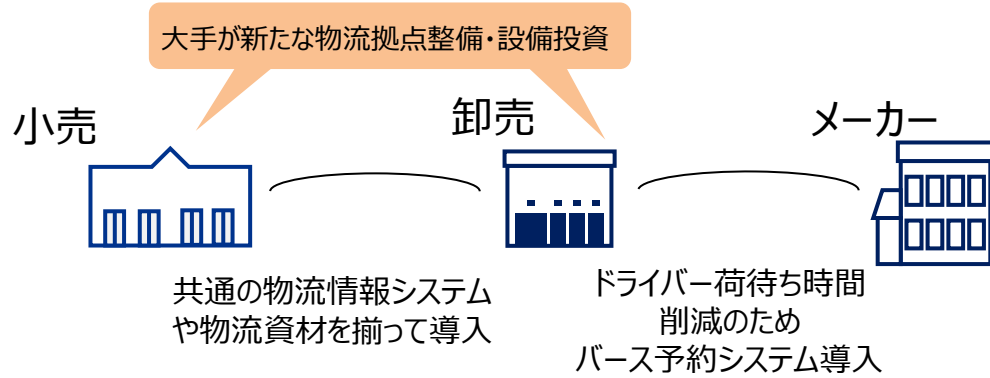 大手が新たな物流拠点整備・設備投資
小売
卸売
メーカー
共通の物流情報システム
や物流資材を揃って導入
ドライバー荷待ち時間
削減のため
バース予約システム導入